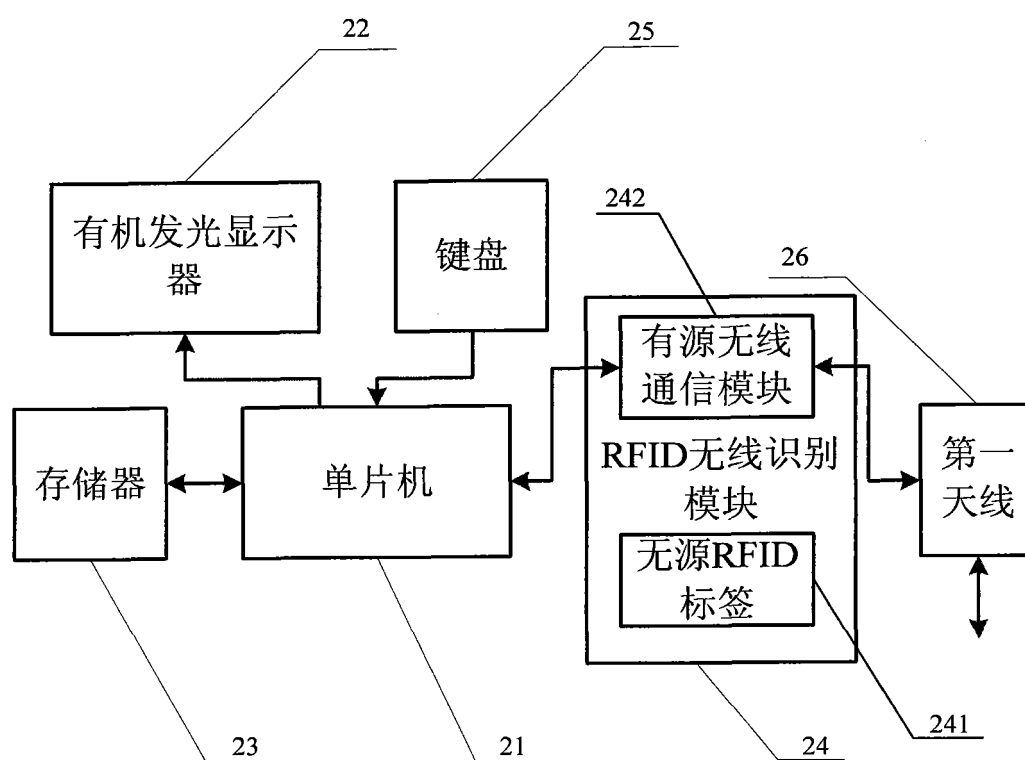 22
25
有机发光显示
器
键盘
242
26
有源无线
通信模块
存储器
单片机
RFID无线识别
模块
第一
天线
无源RFID
标签
23
21
24
241